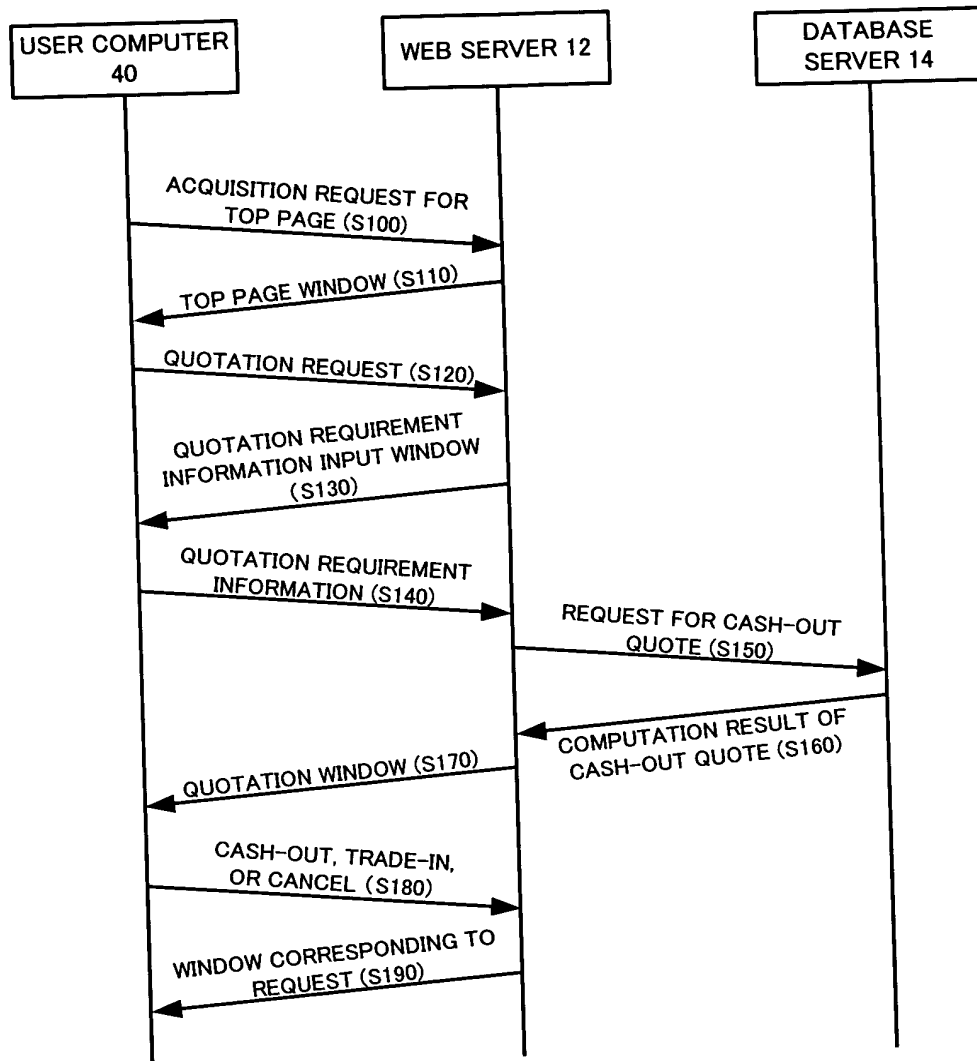 USER COMPUTER
40
WEB SERVER 12
DATABASE
SERVER 14
ACQUISITION REQUEST FOR
TOP PAGE (S100)
TOP PAGE WINDOW (S110)
QUOTATION REQUEST (S120)
QUOTATION REQUIREMENT
INFORMATION INPUT WINDOW
(S130)
QUOTATION REQUIREMENT
INFORMATION (S140)
REQUEST FOR CASH-OUT
QUOTE (S150)
COMPUTATION RESULT OF
CASH-OUT QUOTE (S160)
QUOTATION WINDOW (S170)
CASH-OUT, TRADE-IN,
OR CANCEL (S180)
WINDOW CORRESPONDING TO
REQUEST (S190)